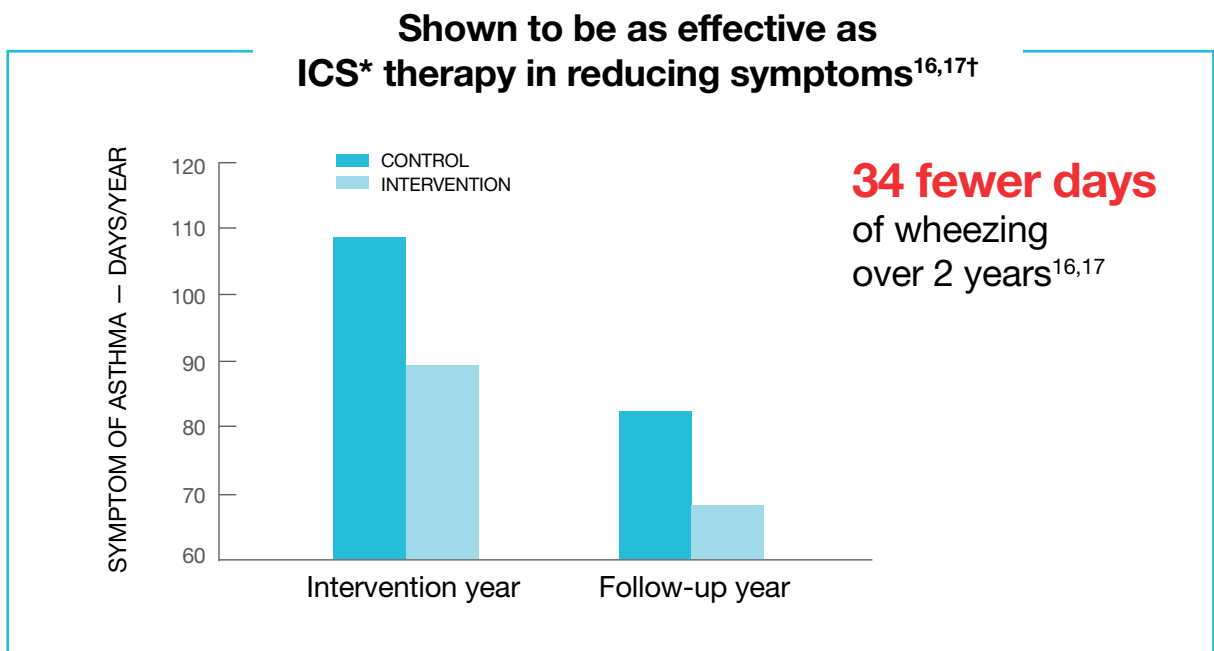 Shown to be as effective as
ICS* therapy in reducing symptoms16,17†
SYMPTOM OF ASTHMA — DAYS/YEAR
120
110
100
90
80
70
60
CONTROL
INTERVENTION
Intervention year
Follow-up year
34 fewer days
of wheezing
over 2 years16,17